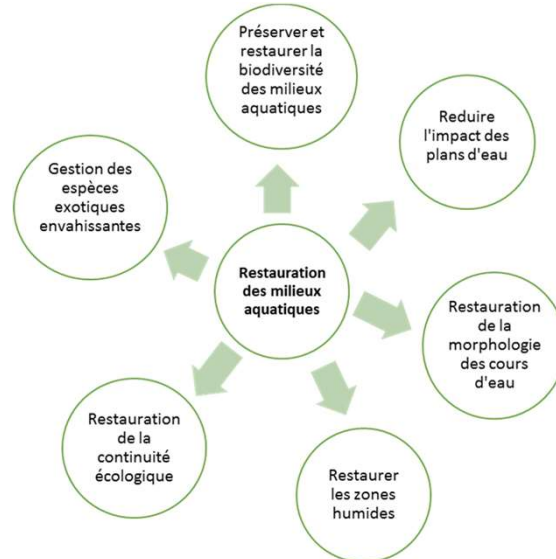 Préserver et
restaurer la
biodiversité
des milieux
aquatiques
Reduire
l'impact des
plans d'eau
Gestion des
espèces
exotiques
envahissantes
Restauration
des milieux
aquatiques
Restauration
de la
morphologie
des cours
d'eau
Restauration
de la
continuité
écologique
Restaurer
les zones
humides